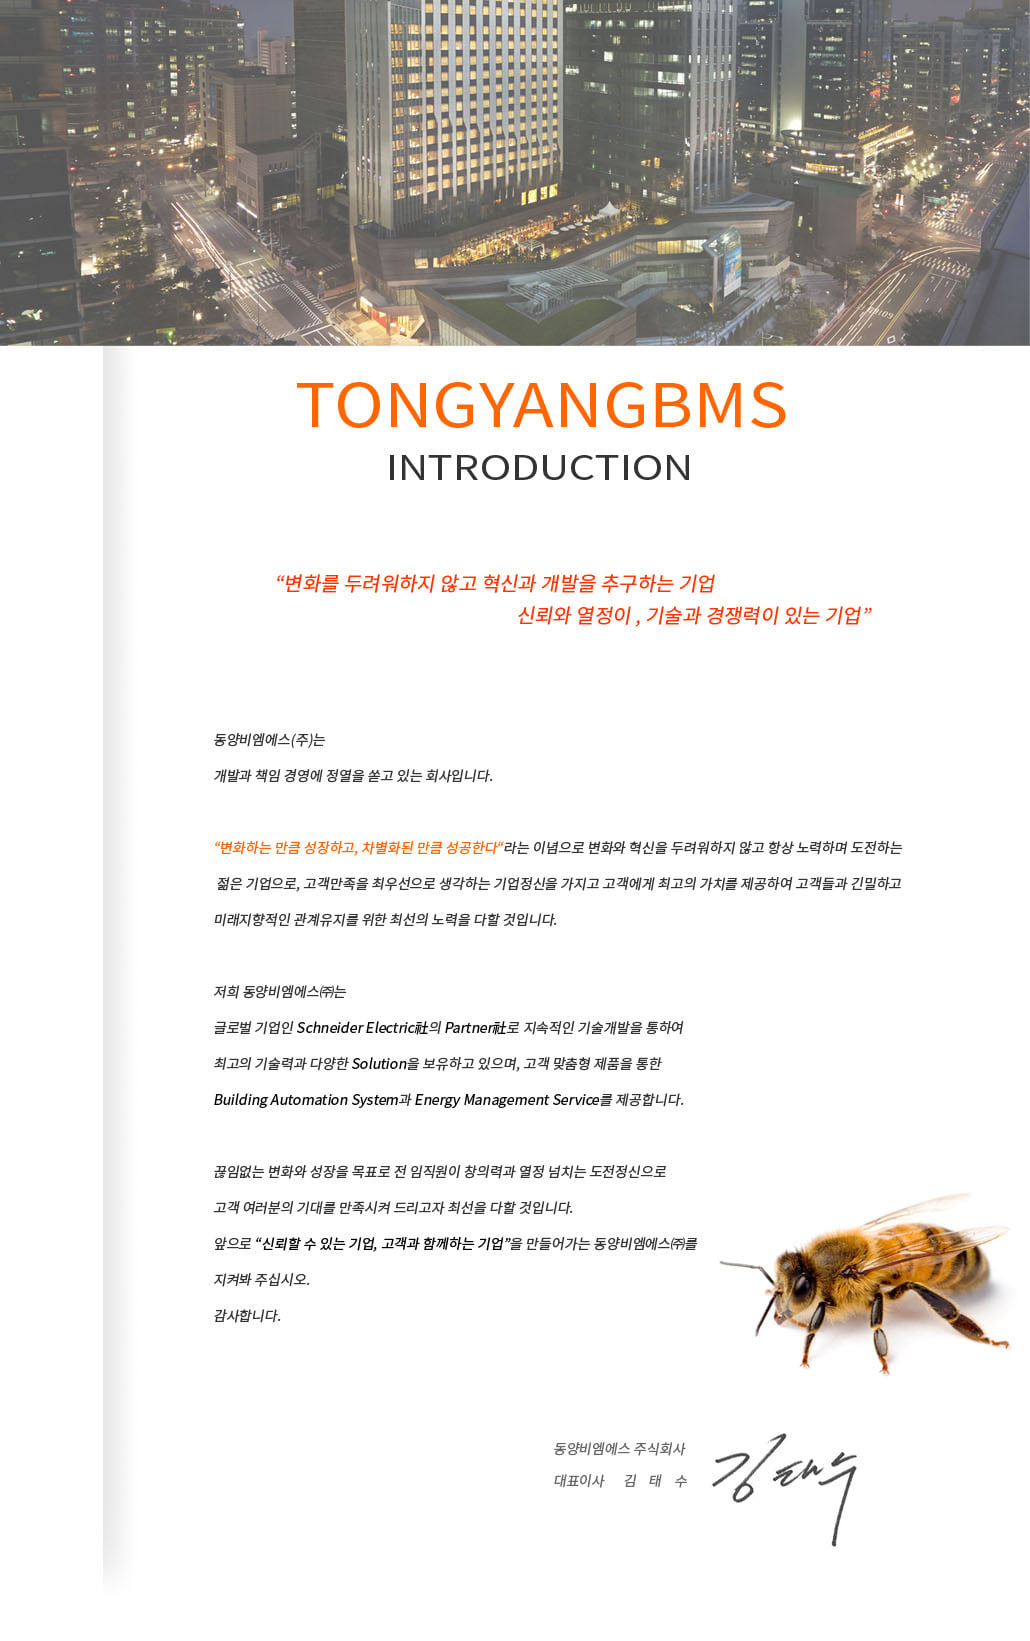 TONGYANGBMS
INTRODUCTION
“변화를 두려워하지 않고 혁신과 개발을 추구하는 기업
신뢰와 열정이 , 기술과 경쟁력이 있는 기업”
동양비엠에스(주)는
개발과 책임 경영에 정열을 쏟고 있는 회사입니다.
“변화하는 만큼 성장하고, 차별화된 만큼 성공한다“라는 이념으로 변화와 혁신을 두려워하지 않고 항상 노력하며 도전하는
젊은 기업으로, 고객만족을 최우선으로 생각하는 기업정신을 가지고 고객에게 최고의 가치를 제공하여 고객들과 긴밀하고
미래지향적인 관계유지를 위한 최선의 노력을 다할 것입니다.
저희 동양비엠에스㈜는
글로벌 기업인 Schneider Electric社의 Partner社로 지속적인 기술개발을 통하여
최고의 기술력과 다양한 Solution을 보유하고 있으며, 고객 맞춤형 제품을 통한
Building Automation System과 Energy Management Service를 제공합니다.
끊임없는 변화와 성장을 목표로 전 임직원이 창의력과 열정 넘치는 도전정신으로
고객 여러분의 기대를 만족시켜 드리고자 최선을 다할 것입니다.
앞으로 “신뢰할 수 있는 기업, 고객과 함께하는 기업”을 만들어가는 동양비엠에스㈜를
지켜봐 주십시오.
감사합니다.
동양비엠에스 주식회사
대표이사 김 태 수 김태수